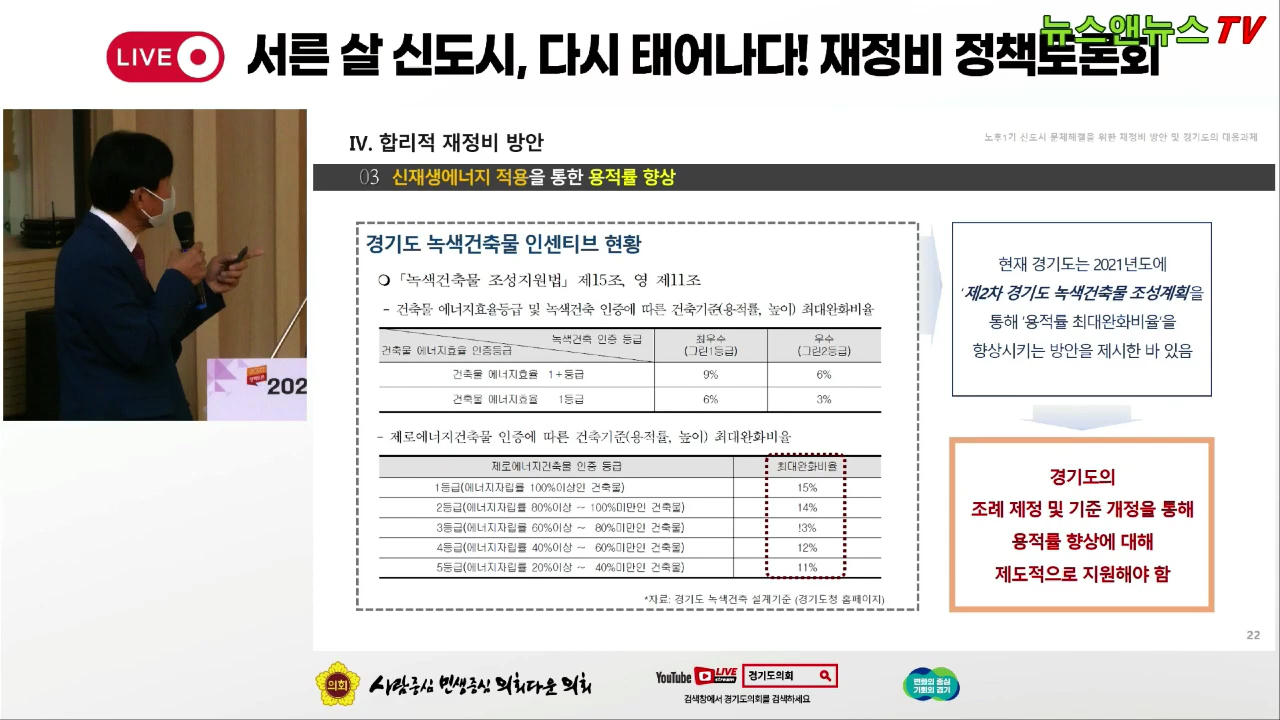 뉴스앤뉴스 TV
LIVE 서른 살 신도시, 다시 태어나다! 재정비 정책토론회
Ⅳ. 합리적 재정비 방안
노후1기 신도시 문제해결을 위한 재정비 방안 및 경기도의 대응과제
03 신재생에너지 적용을 통한 용적률 향상
경기도 녹색건축물 인센티브 현황
❍ 「녹색건축물 조성지원법」 제15조, 영 제11조
- 건축물 에너지효율등급 및 녹색건축 인증에 따른 건축기준(용적률, 높이) 최대완화비율
녹색건축 인증 등급
건축물 에너지효율 인증등급
최우수 (그린1등급)
우수 (그린2등급)
건축물 에너지효율 1+등급 9% 6%
건축물 에너지효율 1등급 6% 3%
- 제로에너지건축물 인증에 따른 건축기준(용적률, 높이) 최대완화비율
제로에너지건축물 인증 등급 최대완화비율
1등급(에너지자립률 100%이상인 건축물) 15%
2등급(에너지자립률 80%이상 ~ 100%미만인 건축물) 14%
3등급(에너지자립률 60%이상 ~ 80%미만인 건축물) !3%
4등급(에너지자립률 40%이상 ~ 60%미만인 건축물) 12%
5등급(에너지자립률 20%이상 ~ 40%미만인 건축물) 11%
*자료: 경기도 녹색건축 설계기준 (경기도청 홈페이지)
현재 경기도는 2021년도에
'제2차 경기도 녹색건축물 조성계획'을
통해 '용적률 최대완화비율'을
향상시키는 방안을 제시한 바 있음
경기도의
조례 제정 및 기준 개정을 통해
용적률 향상에 대해
제도적으로 지원해야 함
22
202
의회
사람중심 민생중심 의회다운 의회
YouTube LIVE stream 경기도의회
검색창에서 경기도의회를 검색하세요
변화의 중심
기회의 경기